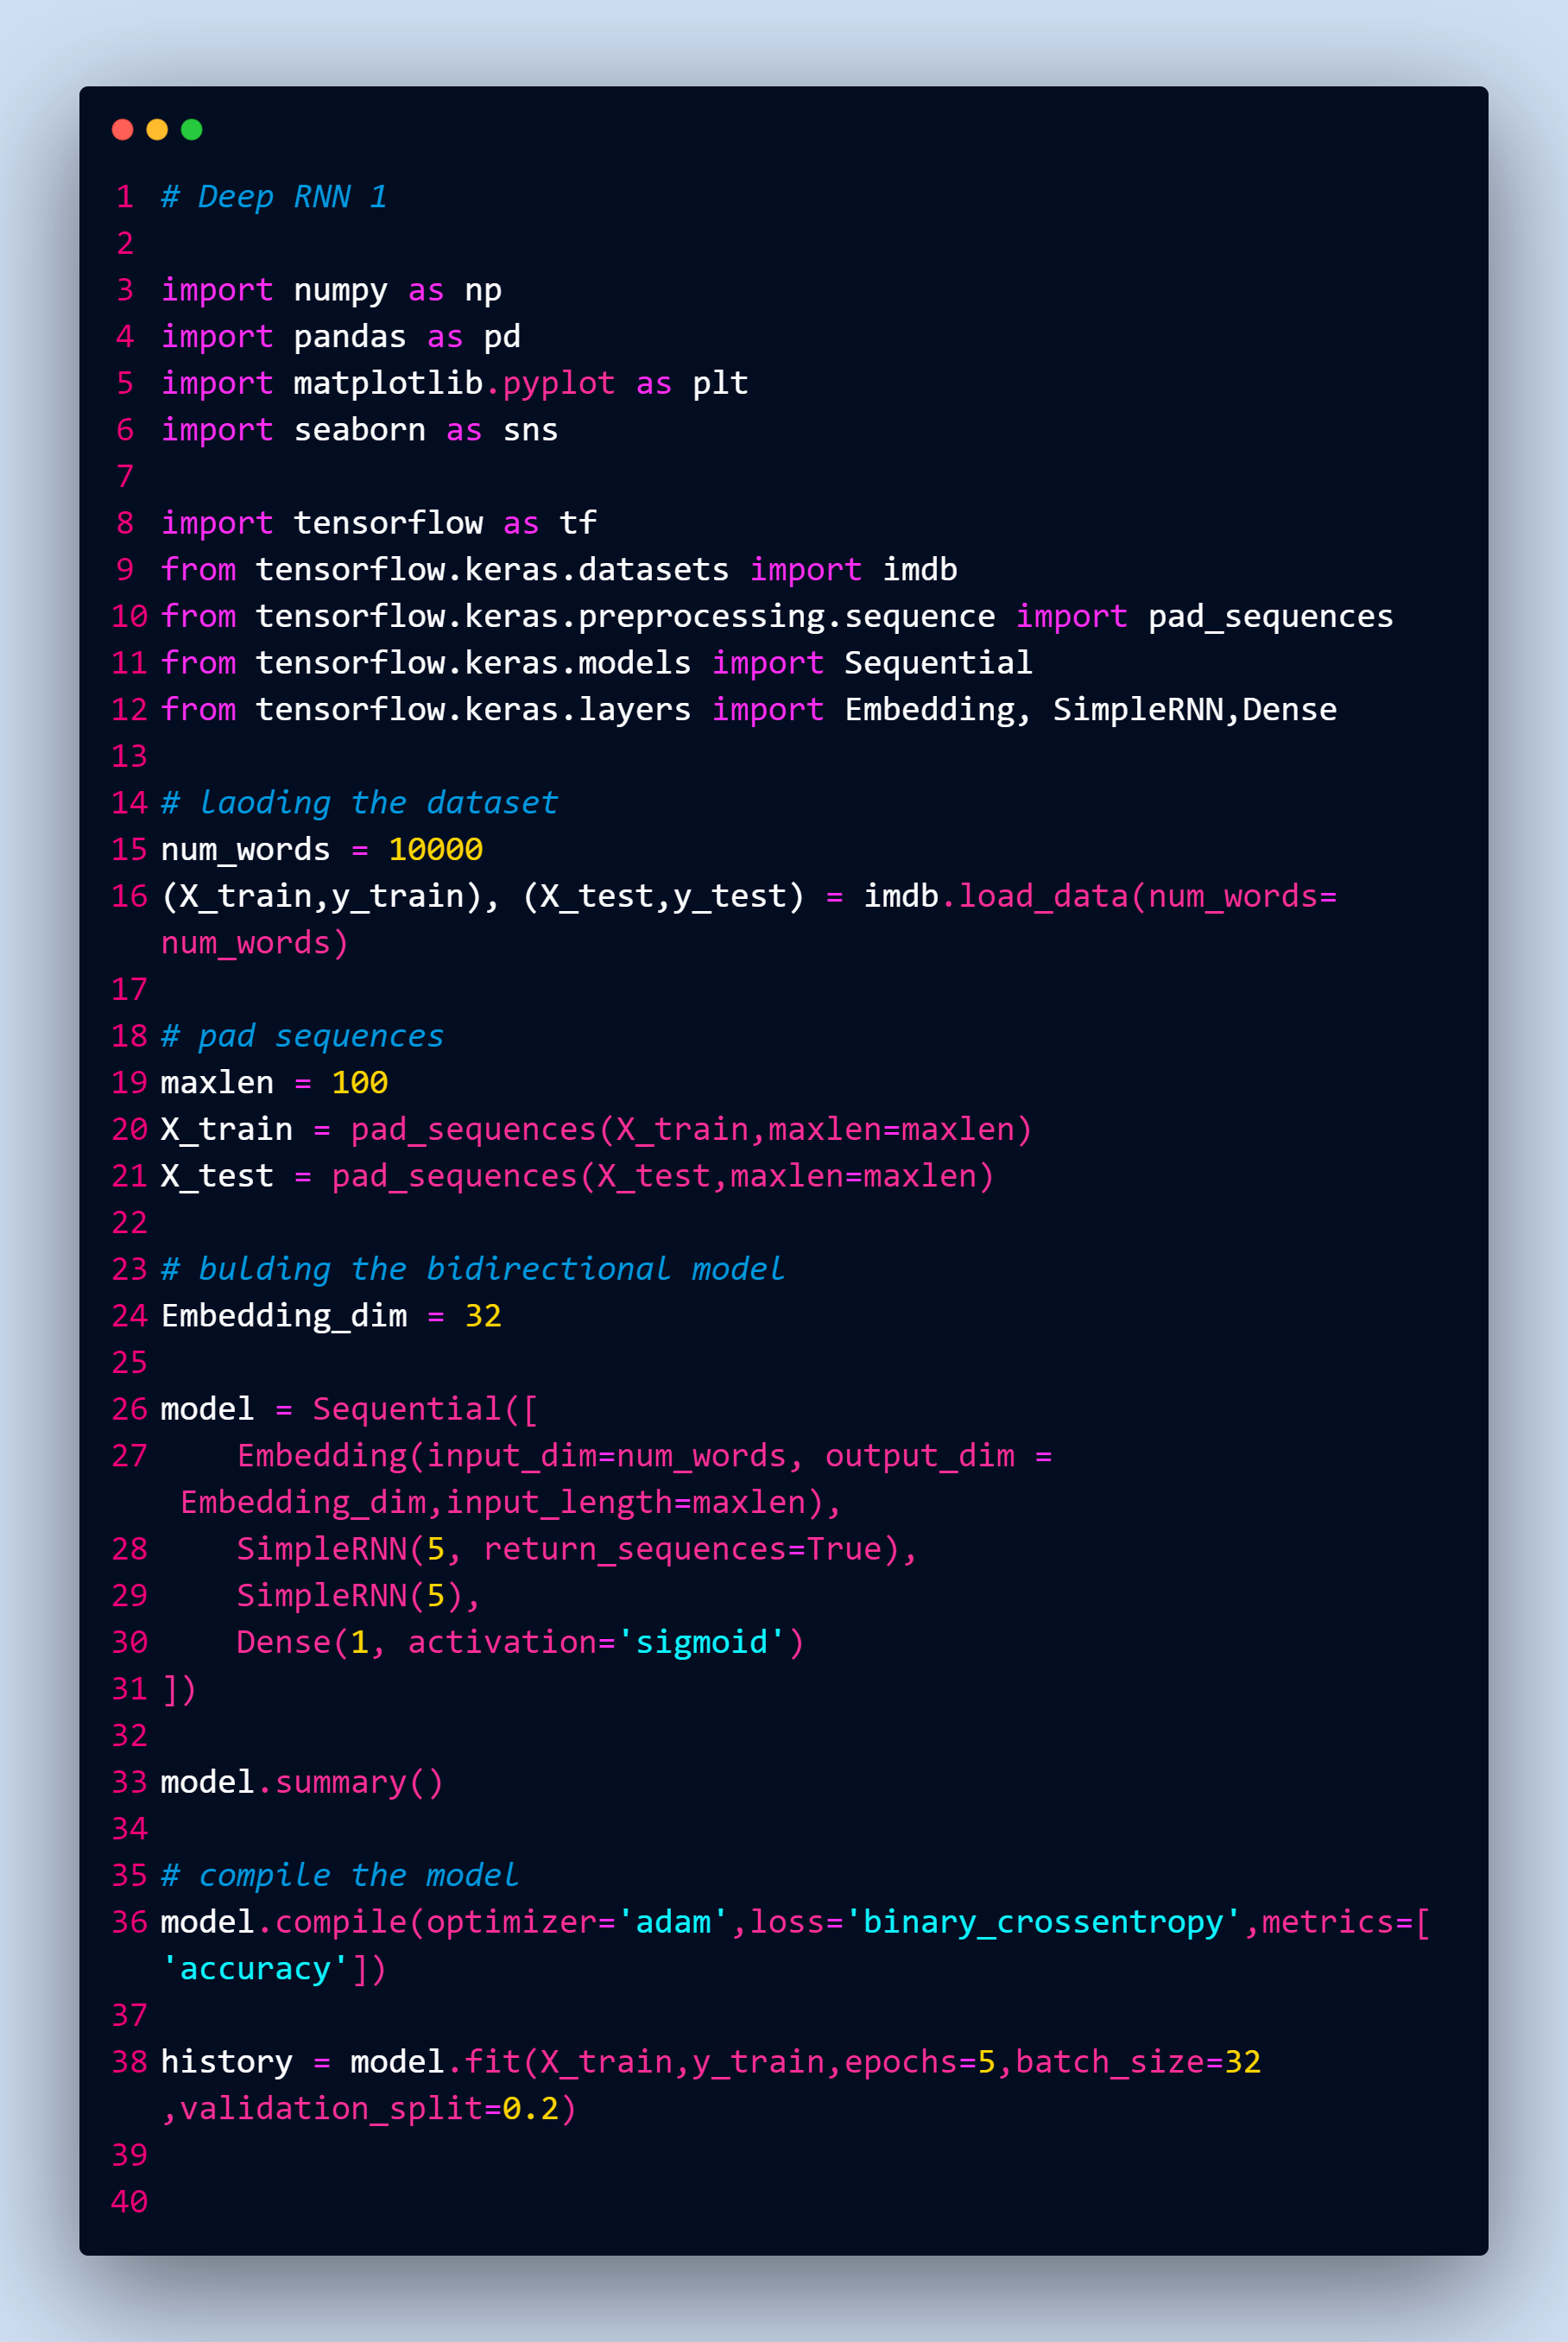 1 # Deep RNN 1
2
3 import numpy as np
4 import pandas as pd
5 import matplotlib.pyplot as plt
6 import seaborn as sns
7
8 import tensorflow as tf
9 from tensorflow.keras.datasets import imdb
10 from tensorflow.keras.preprocessing.sequence import pad_sequences
11 from tensorflow.keras.models import Sequential
12 from tensorflow.keras.layers import Embedding, SimpleRNN,Dense
13
14 # laoding the dataset
15 num_words = 10000
16 (X_train,y_train), (X_test,y_test) = imdb.load_data(num_words=
num_words)
17
18 # pad sequences
19 maxlen = 100
20 X_train = pad_sequences(X_train,maxlen=maxlen)
21 X_test = pad_sequences(X_test,maxlen=maxlen)
22
23 # bulding the bidirectional model
24 Embedding_dim = 32
25
26 model = Sequential([
27     Embedding(input_dim=num_words, output_dim =
 Embedding_dim,input_length=maxlen),
28     SimpleRNN(5, return_sequences=True),
29     SimpleRNN(5),
30     Dense(1, activation='sigmoid')
31 ])
32
33 model.summary()
34
35 # compile the model
36 model.compile(optimizer='adam',loss='binary_crossentropy',metrics=[
'accuracy'])
37
38 history = model.fit(X_train,y_train,epochs=5,batch_size=32
,validation_split=0.2)
39
40